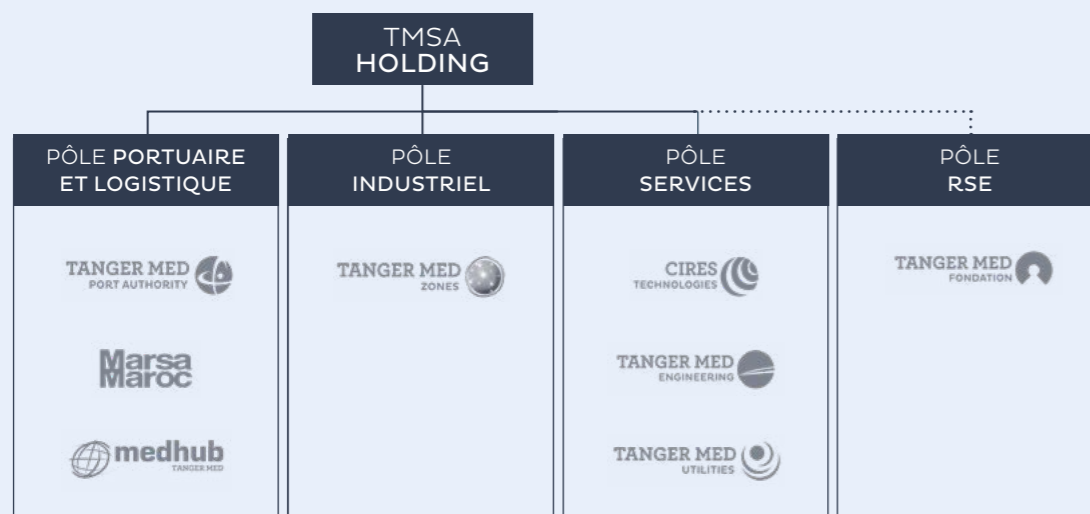 TMSA
HOLDING
PÔLE PORTUAIRE
ET LOGISTIQUE
TANGER MED
PORT AUTHORITY
Marsa
Maroc
medhub
TANGER MED
PÔLE
INDUSTRIEL
TANGER MED
ZONES
PÔLE
SERVICES
CIRES
TECHNOLOGIES
TANGER MED
ENGINEERING
TANGER MED
UTILITIES
PÔLE
RSE
TANGER MED
FONDATION